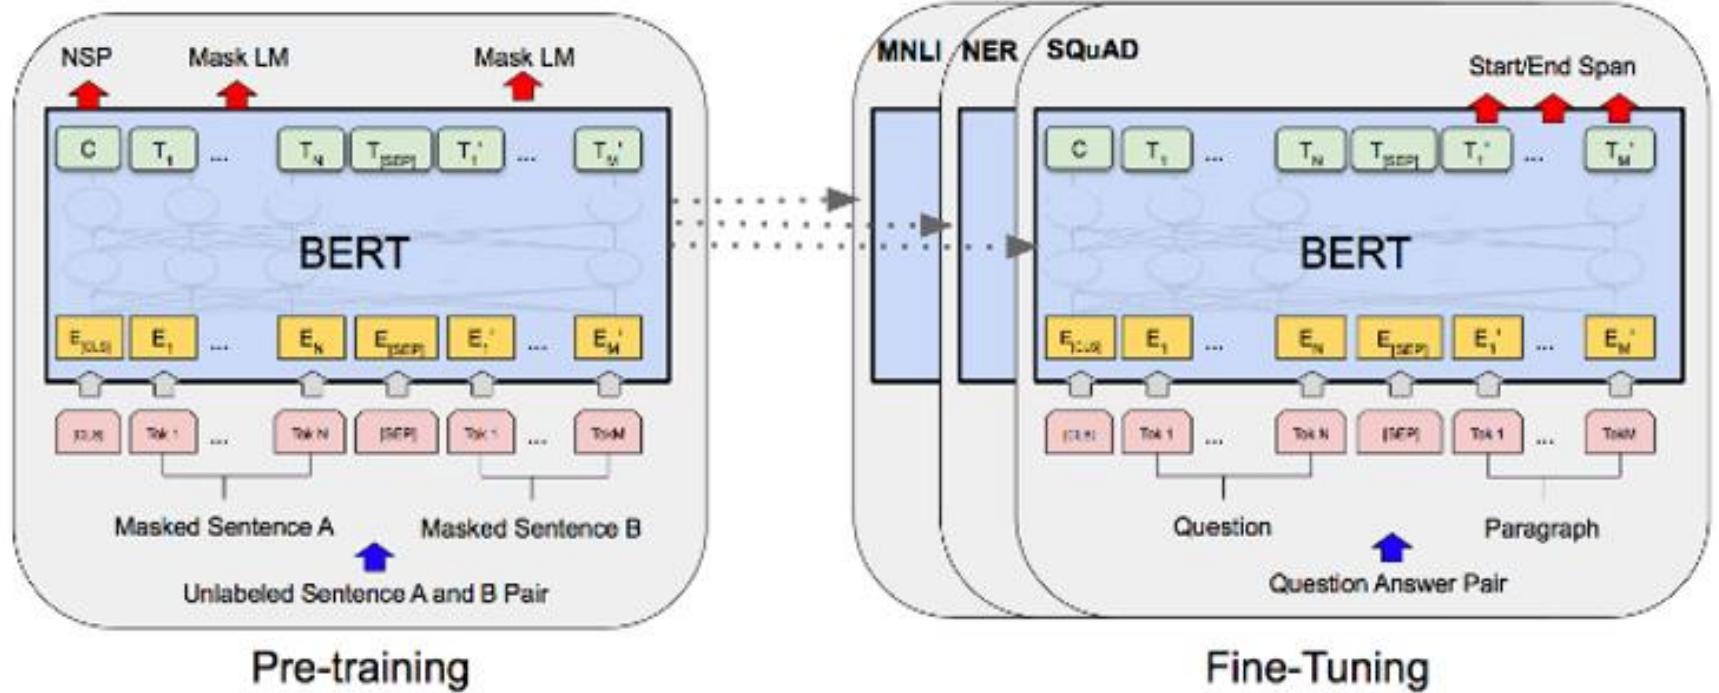 NSP Mask LM Mask LM
C T1 ... TN T[SEP] T1' ... TM'
BERT
E[CLS] E1 ... EN E[SEP] E1' ... EM'
[CLS] Tok 1 ... Tok N [SEP] Tok 1 ... TokM
Masked Sentence A Masked Sentence B
Unlabeled Sentence A and B Pair
Pre-training
MNLI NER SQuAD
Start/End Span
C T1 ... TN T[SEP] T1' ... TM'
BERT
E[CLS] E1 ... EN E[SEP] E1' ... EM'
[CLS] Tok 1 ... Tok N [SEP] Tok 1 ... TokM
Question Paragraph
Question Answer Pair
Fine-Tuning